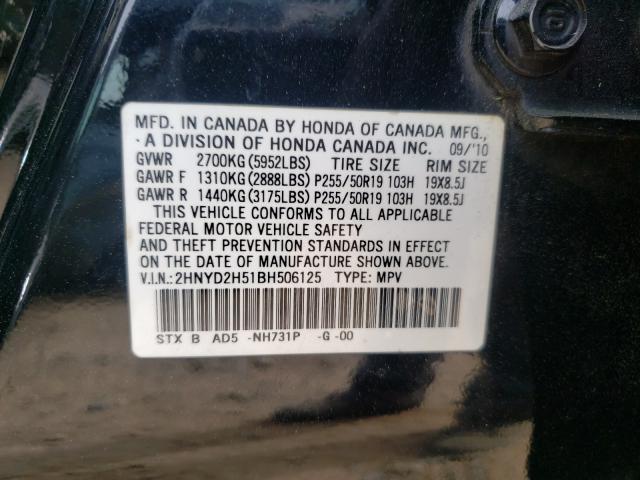 MFD. IN CANADA BY HONDA OF CANADA MFG.,
A DIVISION OF HONDA CANADA INC. 09/'10
GVWR 2700KG(5952LBS) TIRE SIZE RIM SIZE
GAWR F 1310KG(2888LBS) P255/50R19 103H 19X8.5J
GAWR R 1440KG(3175LBS) P255/50R19 103H 19X8.5J
THIS VEHICLE CONFORMS TO ALL APPLICABLE
FEDERAL MOTOR VEHICLE SAFETY
AND THEFT PREVENTION STANDARDS IN EFFECT
ON THE DATE OF MANUFACTURE SHOWN ABOVE.
V.I.N.:2HNYD2H51BH506125 TYPE: MPV
STX B AD5 -NH731P -G -00